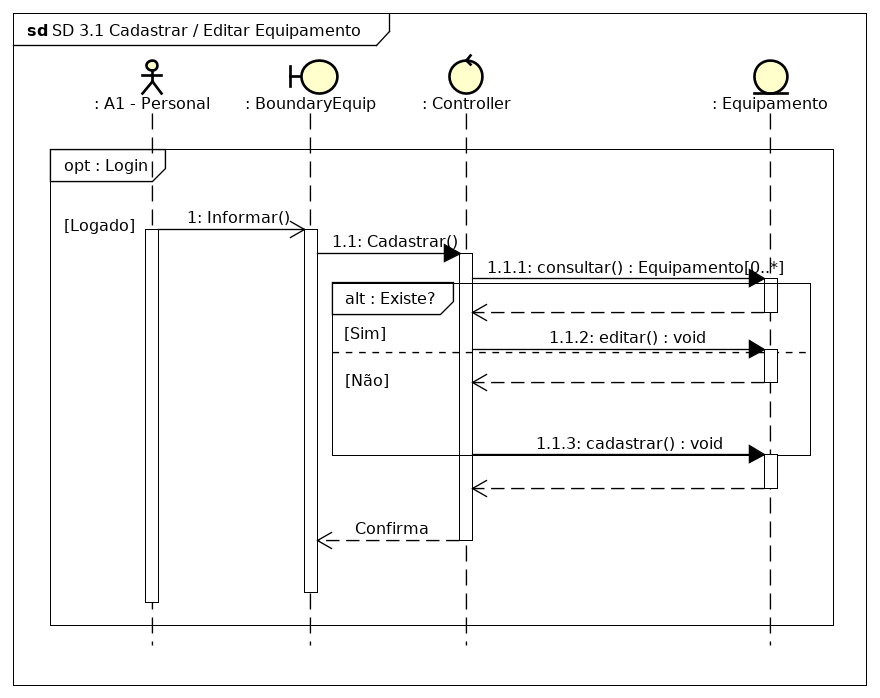 sd SD 3.1 Cadastrar / Editar Equipamento
: A1 - Personal
: BoundaryEquip
: Controller
: Equipamento
opt : Login
[Logado]
1: Informar()
1.1: Cadastrar()
1.1.1: consultar() : Equipamento[0..*]
alt : Existe?
[Sim]
1.1.2: editar() : void
[Não]
1.1.3: cadastrar() : void
Confirma